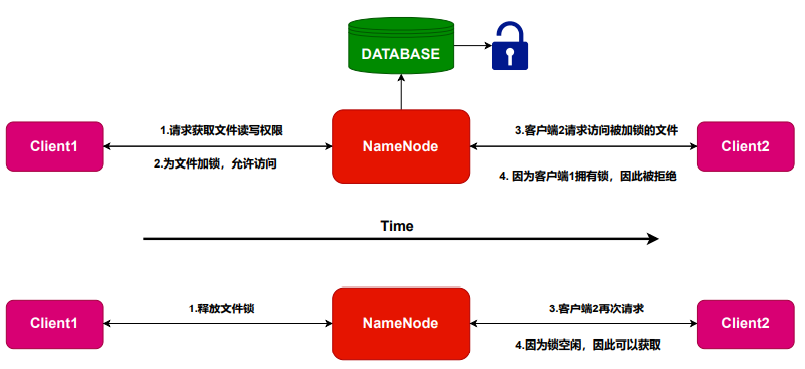 DATABASE
1.请求获取文件读写权限
3.客户端2请求访问被加锁的文件
Client1
NameNode
Client2
2.为文件加锁，允许访问
4. 因为客户端1拥有锁，因此被拒绝
Time
1.释放文件锁
3.客户端2再次请求
Client1
NameNode
Client2
4.因为锁空闲，因此可以获取